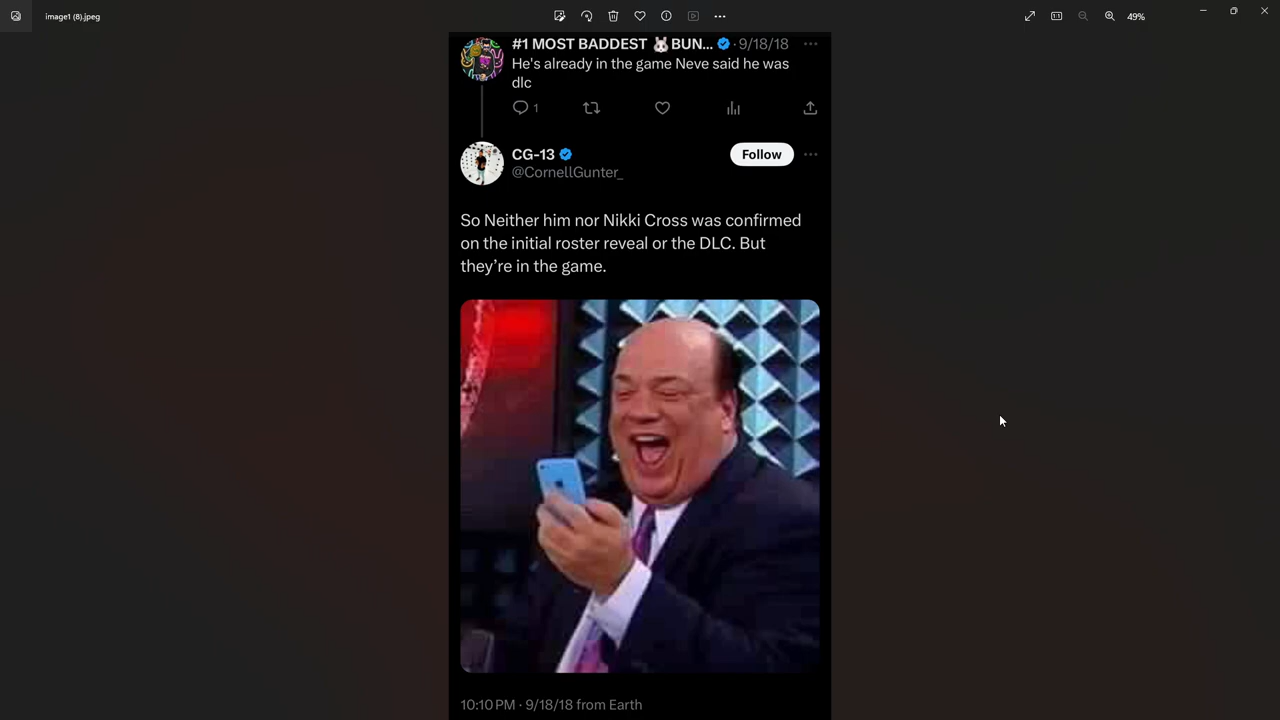 image1 (8).jpeg
49%
#1 MOST BADDEST 🐰BUN... · 9/18/18
He's already in the game Neve said he was
dlc
1
CG-13
Follow
@CornellGunter_
So Neither him nor Nikki Cross was confirmed
on the initial roster reveal or the DLC. But
they’re in the game.
10:10 PM · 9/18/18 from Earth